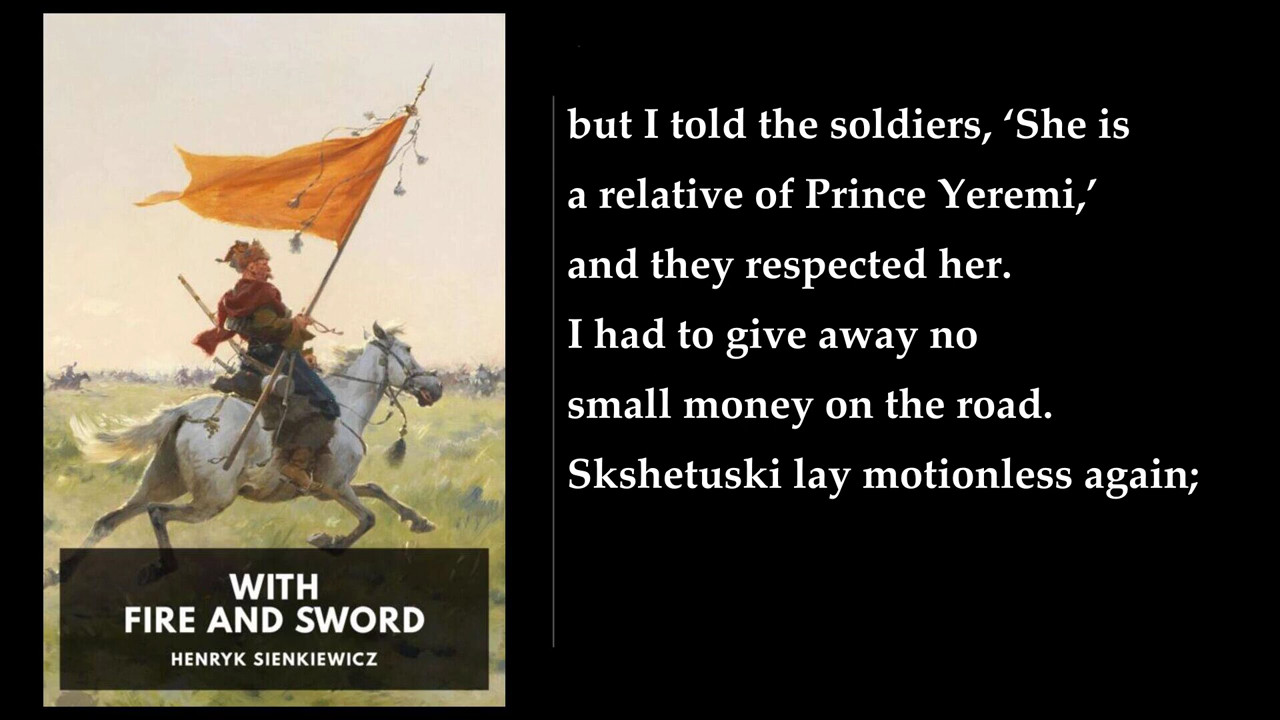 WITH
FIRE AND SWORD
HENRYK SIENKIEWICZ
but I told the soldiers, ‘She is
a relative of Prince Yeremi,’
and they respected her.
I had to give away no
small money on the road.
Skshetuski lay motionless again;